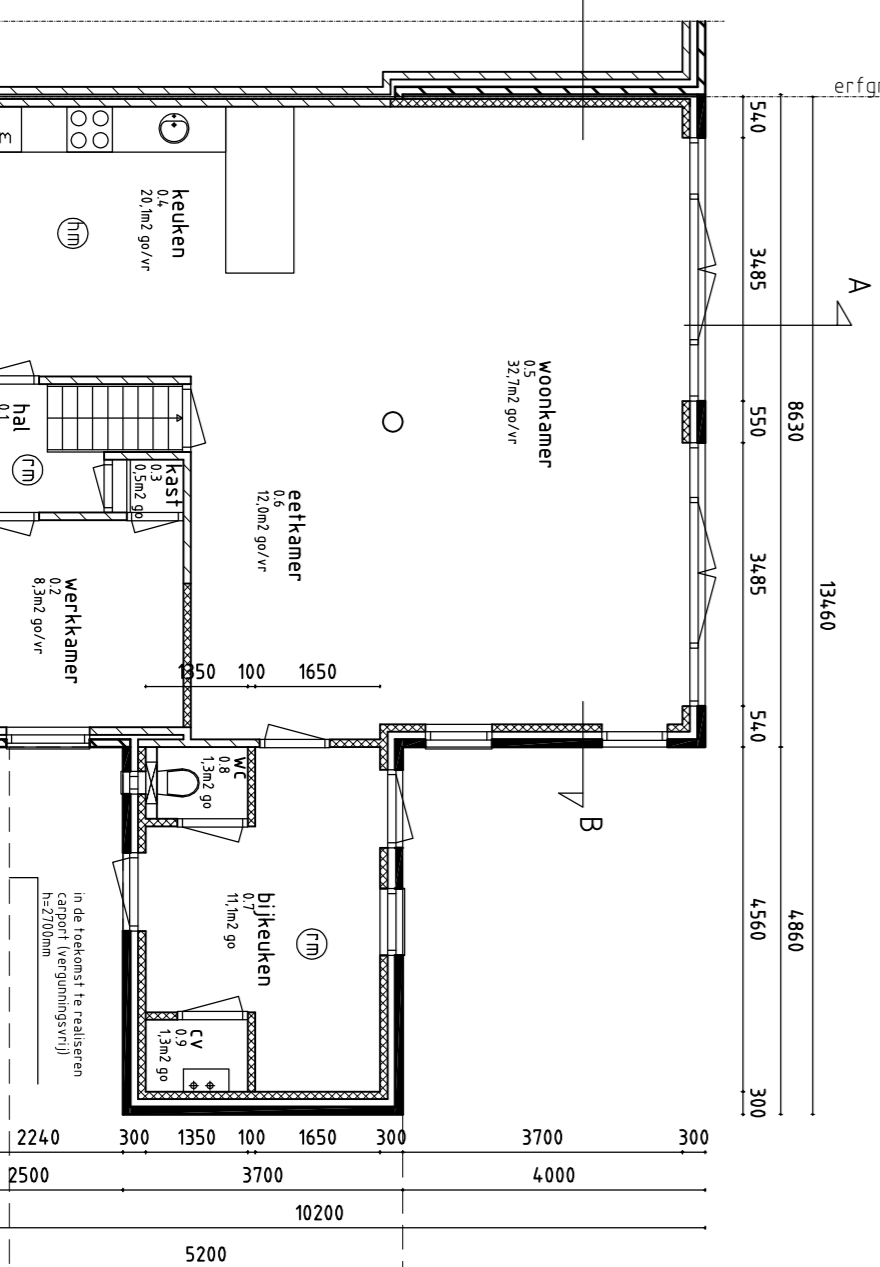 erfgr
A
540
3485
550
3485
540
8630
13460
4560
4860
300
m
keuken
0.4
20,1m2 go/vr
hm
woonkamer
0.5
32,7m2 go/vr
hal
0.1
rm
kast
0.3
0,5m2 go
eetkamer
0.6
12,0m2 go/vr
werkkamer
0.2
8,3m2 go/vr
1350 100 1650
B
wc
0.8
1,3m2 go
bijkeuken
0.7
11,1m2 go
rm
cv
0.9
1,3m2 go
in de toekomst te realiseren
carport (vergunningsvrij)
h=2700mm
2240 300 1350 100 1650 300 3700 300
2500 3700 4000
10200
5200